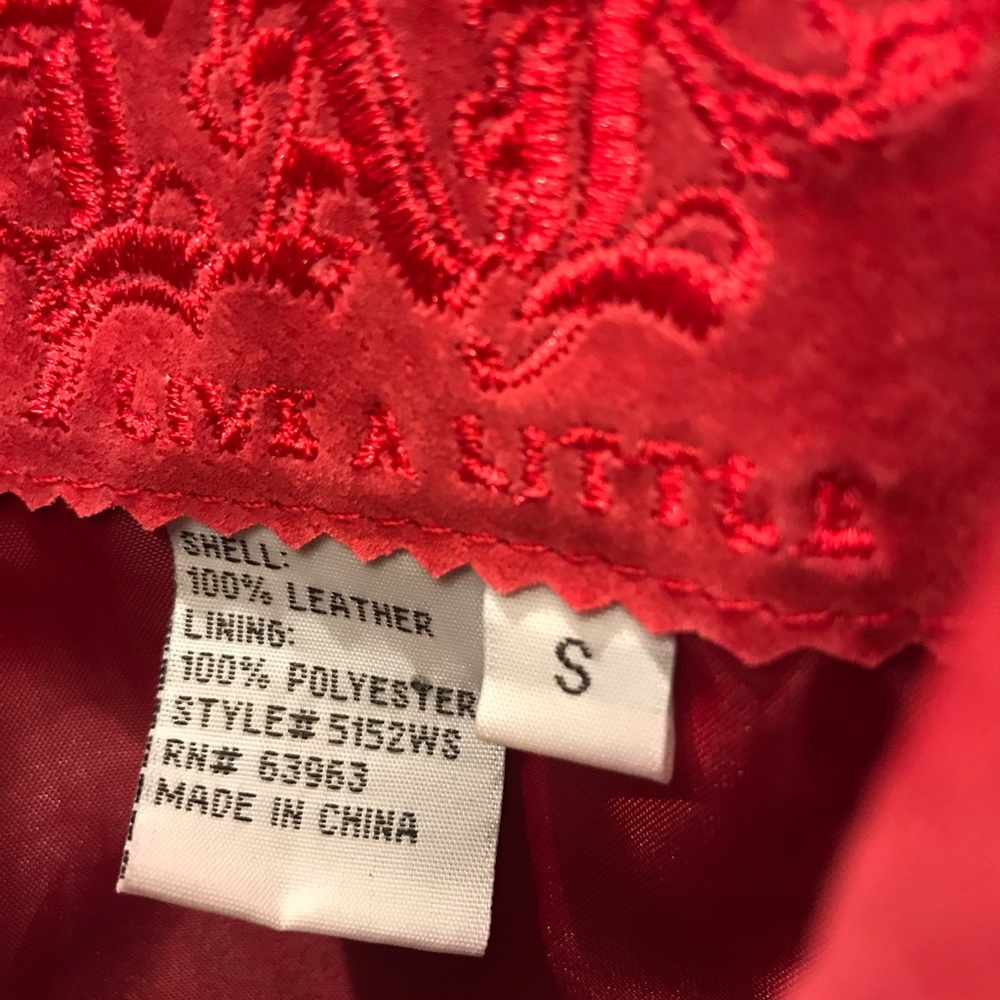 LIVE A LITTLE
SHELL:
100% LEATHER
LINING:
100% POLYESTER
STYLE# 5152WS
RN# 63963
MADE IN CHINA
S